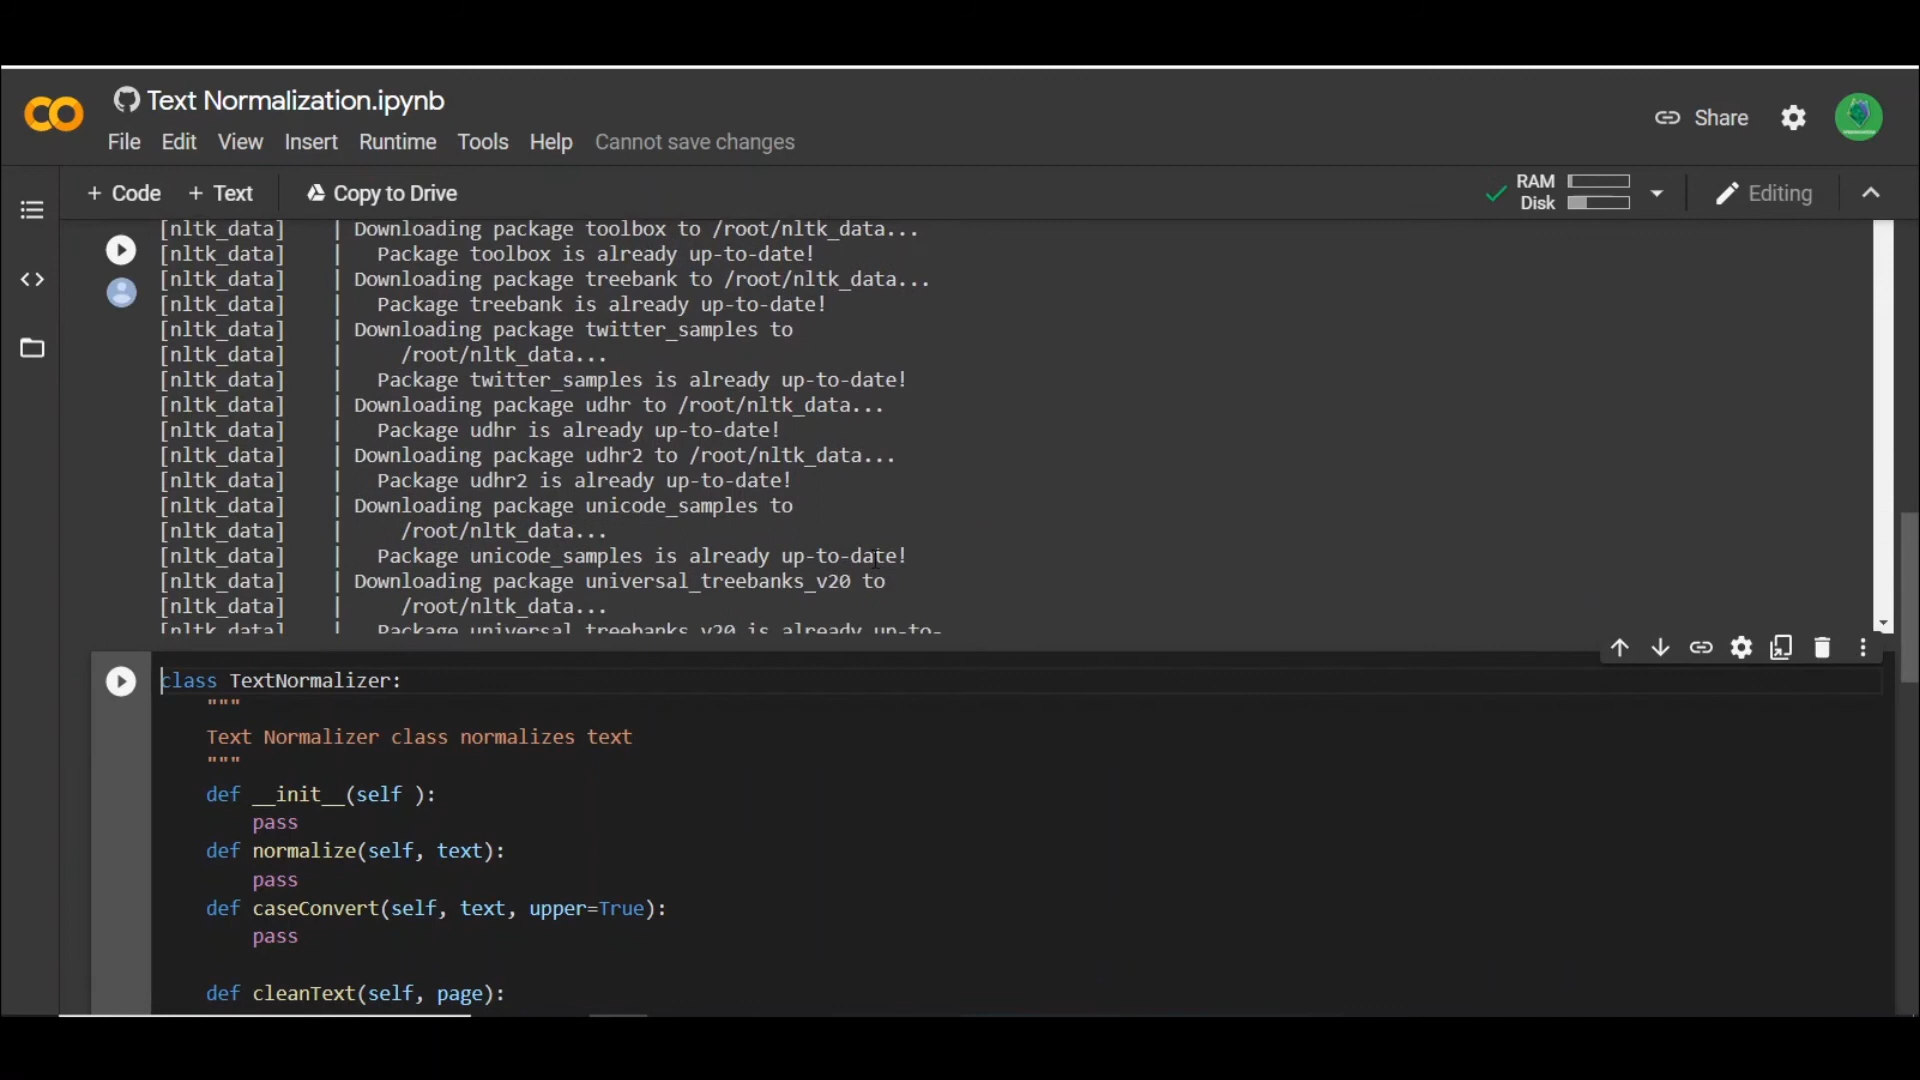 Text Normalization.ipynb
File Edit View Insert Runtime Tools Help Cannot save changes
Share
+ Code + Text Copy to Drive
RAM
Disk
Editing
[nltk_data] | Downloading package toolbox to /root/nltk_data...
[nltk_data] | Package toolbox is already up-to-date!
[nltk_data] | Downloading package treebank to /root/nltk_data...
[nltk_data] | Package treebank is already up-to-date!
[nltk_data] | Downloading package twitter_samples to
[nltk_data] | /root/nltk_data...
[nltk_data] | Package twitter_samples is already up-to-date!
[nltk_data] | Downloading package udhr to /root/nltk_data...
[nltk_data] | Package udhr is already up-to-date!
[nltk_data] | Downloading package udhr2 to /root/nltk_data...
[nltk_data] | Package udhr2 is already up-to-date!
[nltk_data] | Downloading package unicode_samples to
[nltk_data] | /root/nltk_data...
[nltk_data] | Package unicode_samples is already up-to-date!
[nltk_data] | Downloading package universal_treebanks_v20 to
[nltk_data] | /root/nltk_data...
[nltk_data] | Package universal_treebanks_v20 is already up-to-
class TextNormalizer:
"""
Text Normalizer class normalizes text
"""
def __init__(self ):
pass
def normalize(self, text):
pass
def caseConvert(self, text, upper=True):
pass
def cleanText(self, page):